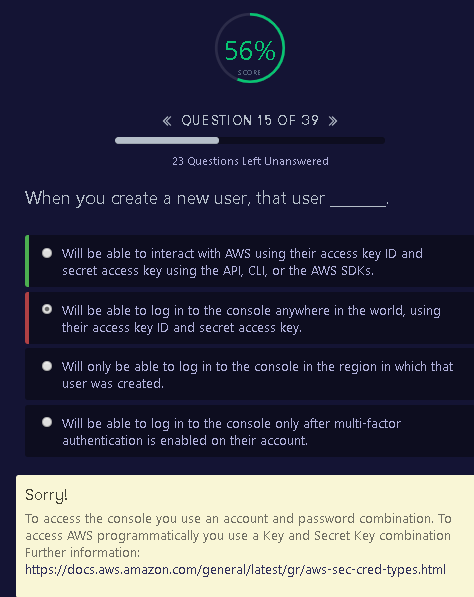 56%
SCORE
« QUESTION 15 OF 39 »
23 Questions Left Unanswered
When you create a new user, that user ______.
Will be able to interact with AWS using their access key ID and
secret access key using the API, CLI, or the AWS SDKs.
Will be able to log in to the console anywhere in the world, using
their access key ID and secret access key.
Will only be able to log in to the console in the region in which that
user was created.
Will be able to log in to the console only after multi-factor
authentication is enabled on their account.
Sorry!
To access the console you use an account and password combination. To
access AWS programmatically you use a Key and Secret Key combination
Further information:
https://docs.aws.amazon.com/general/latest/gr/aws-sec-cred-types.html